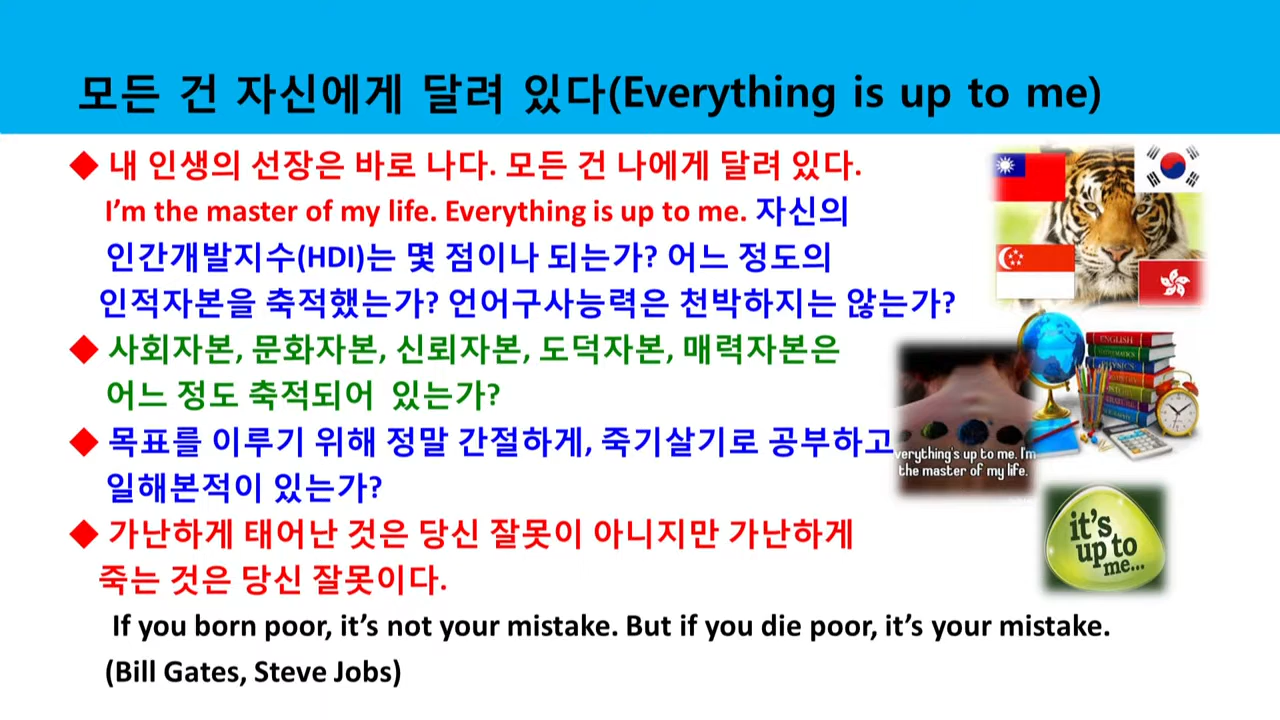 모든 건 자신에게 달려 있다(Everything is up to me)
◆ 내 인생의 선장은 바로 나다. 모든 건 나에게 달려 있다.
I’m the master of my life. Everything is up to me. 자신의
인간개발지수(HDI)는 몇 점이나 되는가? 어느 정도의
인적자본을 축적했는가? 언어구사능력은 천박하지는 않는가?
◆ 사회자본, 문화자본, 신뢰자본, 도덕자본, 매력자본은
어느 정도 축적되어 있는가?
◆ 목표를 이루기 위해 정말 간절하게, 죽기살기로 공부하고
일해본적이 있는가?
◆ 가난하게 태어난 것은 당신 잘못이 아니지만 가난하게
죽는 것은 당신 잘못이다.
If you born poor, it’s not your mistake. But if you die poor, it’s your mistake.
(Bill Gates, Steve Jobs)
ENGLISH
MATHEMATICS
PHYSICS
verything's up to me. I'm
the master of my life.
it's
up to
me...